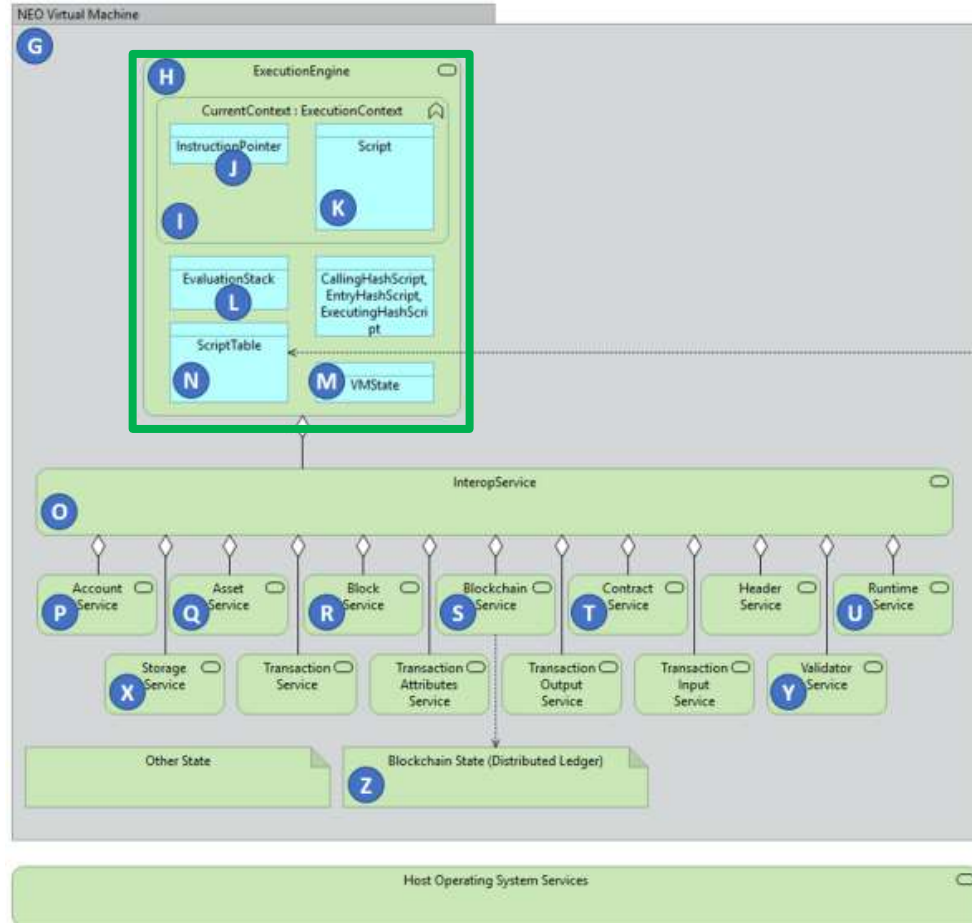 NEO Virtual Machine
G
H
ExecutionEngine
CurrentContext : ExecutionContext
InstructionPointer
J
Script
K
I
EvaluationStack
L
CallingHashScript,
EntryHashScript,
ExecutingHashScri
pt
ScriptTable
N
M
VMState
InteropService
O
Account
Service
P
Asset
Service
Q
Block
Service
R
Blockchain
Service
S
Contract
Service
T
Header
Service
Runtime
Service
U
Storage
Service
X
Transaction
Service
Transaction
Attributes
Service
Transaction
Output
Service
Transaction
Input
Service
Validator
Service
Y
Other State
Blockchain State (Distributed Ledger)
Z
Host Operating System Services